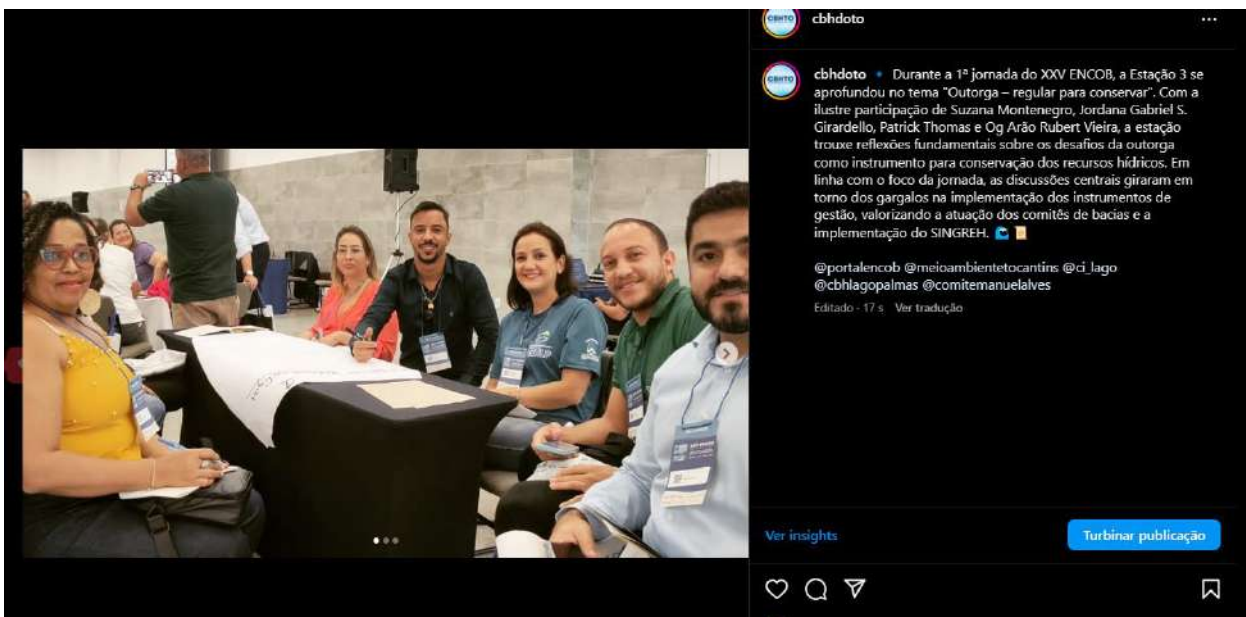 cbhdoto
cbhdoto • Durante a 1ª jornada do XXV ENCOB, a Estação 3 se
aprofundou no tema "Outorga – regular para conservar". Com a
ilustre participação de Suzana Montenegro, Jordana Gabriel S.
Girardello, Patrick Thomas e Og Arão Rubert Vieira, a estação
trouxe reflexões fundamentais sobre os desafios da outorga
como instrumento para conservação dos recursos hídricos. Em
linha com o foco da jornada, as discussões centrais giraram em
torno dos gargalos na implementação dos instrumentos de
gestão, valorizando a atuação dos comitês de bacias e a
implementação do SINGREH. 🌊 📜
@portalencob @meioambientetocantins @ci_lago
@cbhlagopalmas @comitemanuelalves
Editado · 17 s Ver tradução
Ver insights
Turbinar publicação